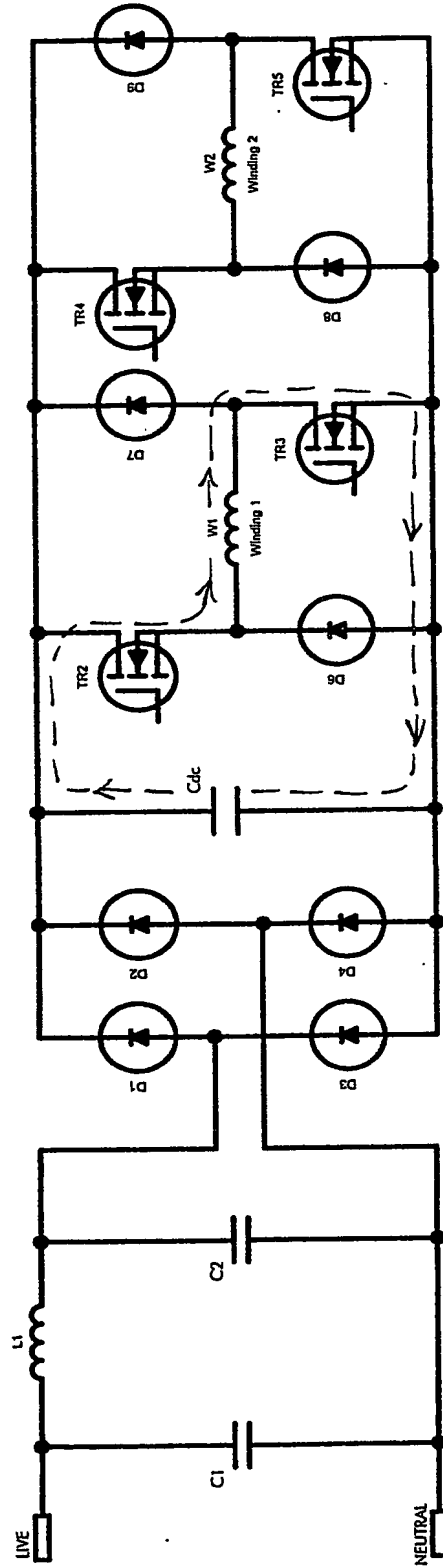 LIVE
L1
C1
C2
NEUTRAL
D1
D2
D3
D4
Cdc
TR2
D6
W1
Winding 1
D7
TR3
TR4
D8
W2
Winding 2
D9
TR5